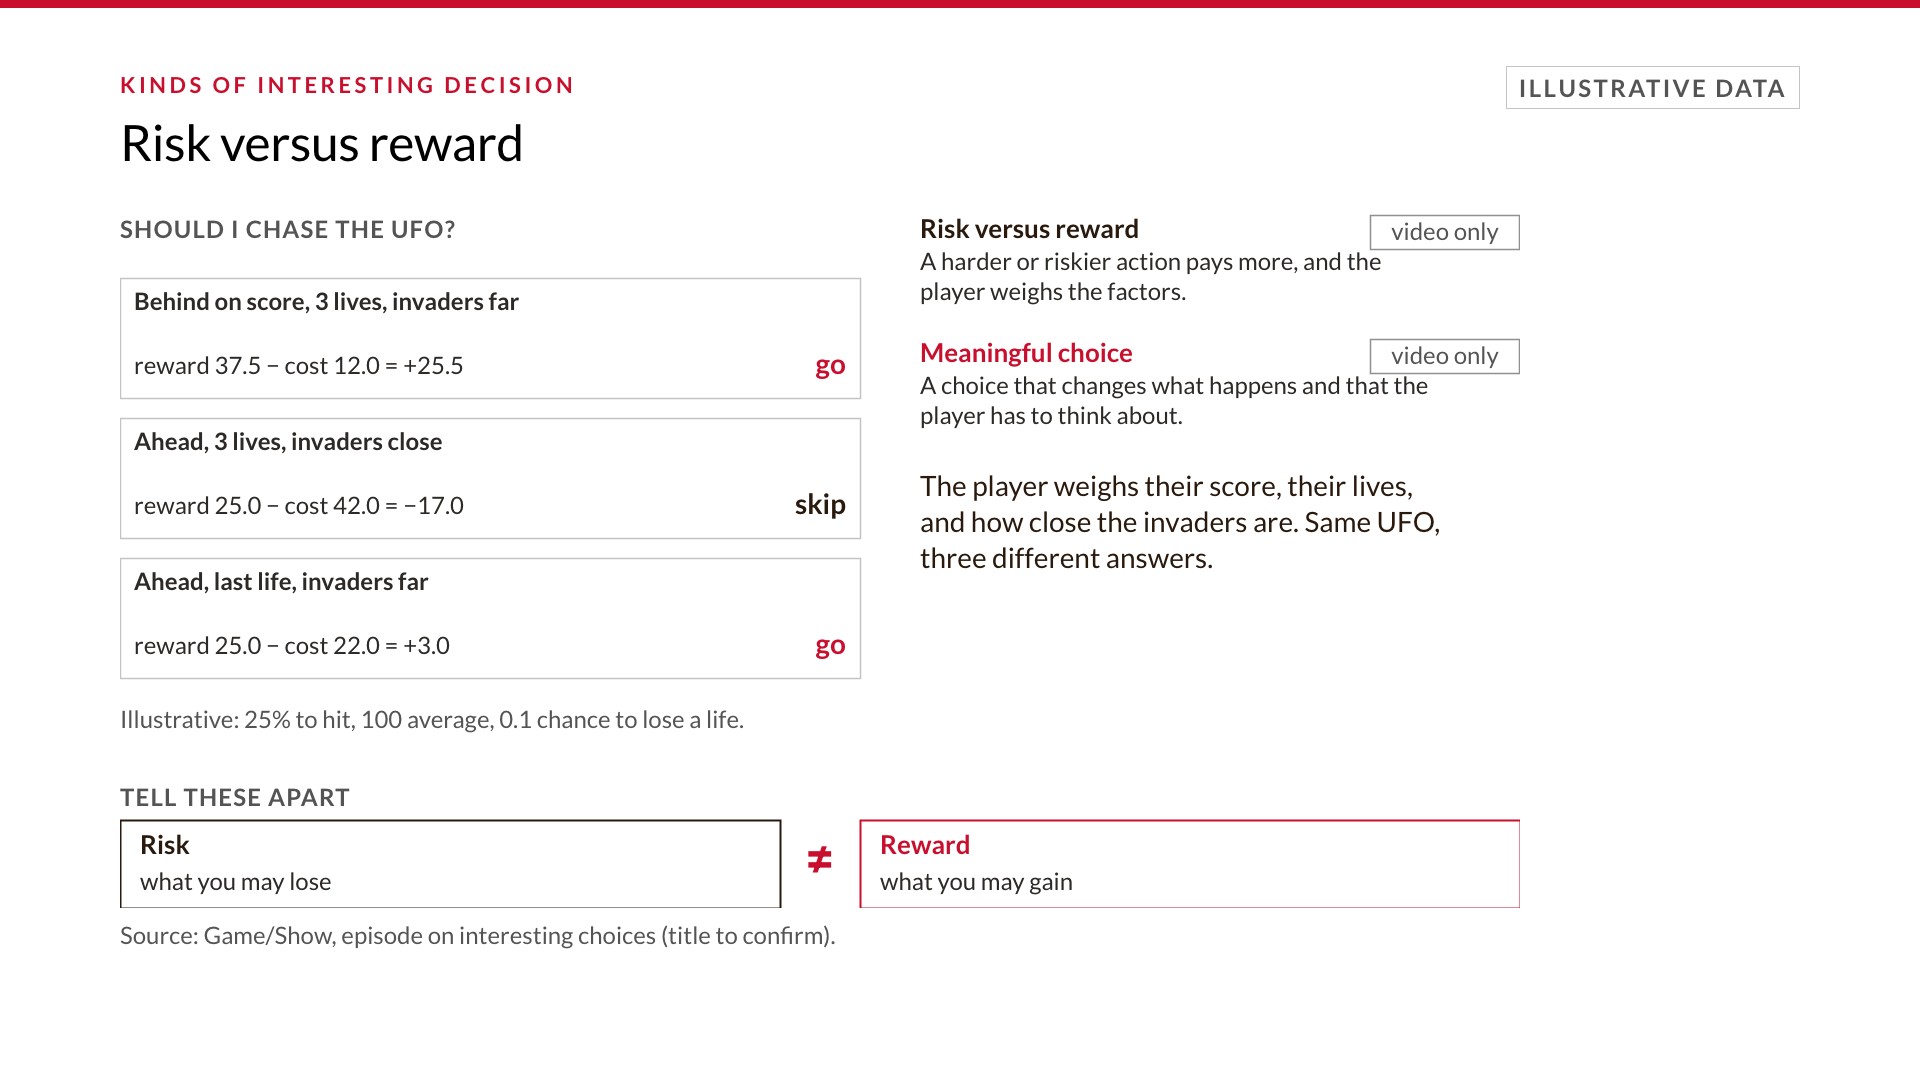 KINDS OF INTERESTING DECISION
ILLUSTRATIVE DATA
Risk versus reward
SHOULD I CHASE THE UFO?
Behind on score, 3 lives, invaders far
reward 37.5 − cost 12.0 = +25.5
go
Ahead, 3 lives, invaders close
reward 25.0 − cost 42.0 = −17.0
skip
Ahead, last life, invaders far
reward 25.0 − cost 22.0 = +3.0
go
Illustrative: 25% to hit, 100 average, 0.1 chance to lose a life.
Risk versus reward
video only
A harder or riskier action pays more, and the
player weighs the factors.
Meaningful choice
video only
A choice that changes what happens and that the
player has to think about.
The player weighs their score, their lives,
and how close the invaders are. Same UFO,
three different answers.
TELL THESE APART
Risk
what you may lose
≠
Reward
what you may gain
Source: Game/Show, episode on interesting choices (title to confirm).